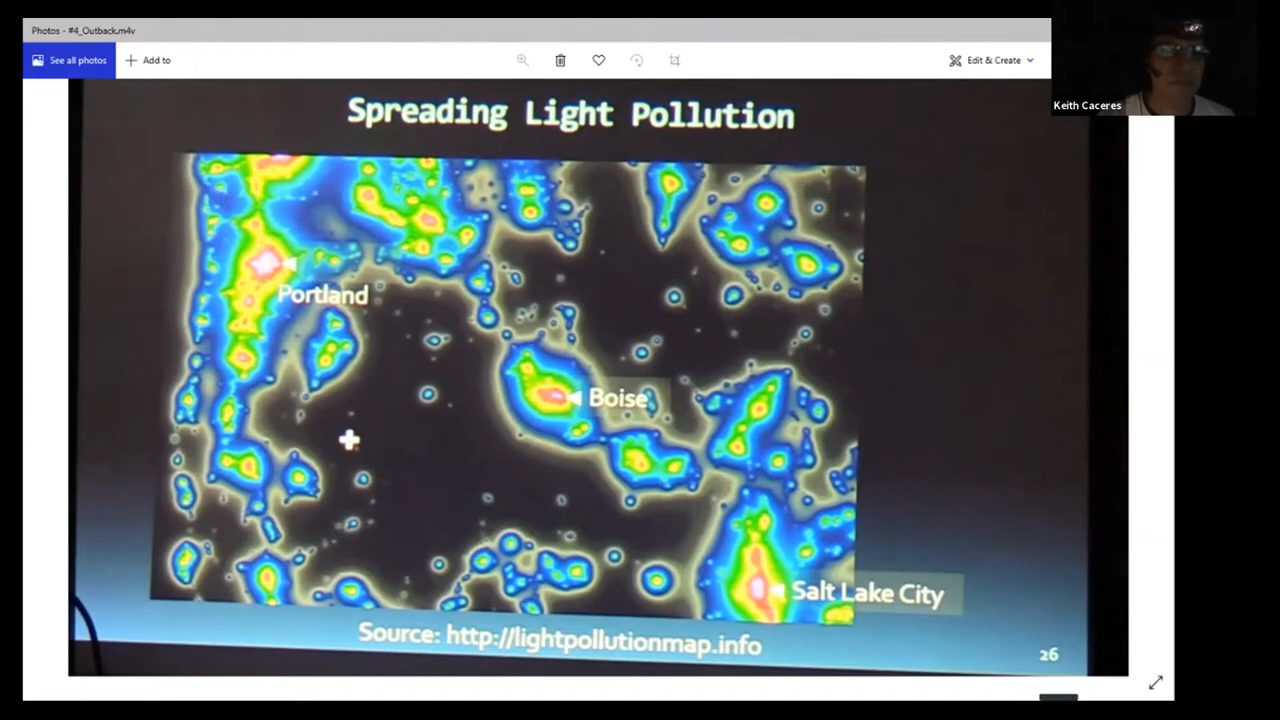 Photos - #4_Outback.m4v
See all photos
Add to
Edit & Create
Keith Caceres
Spreading Light Pollution
Portland
Boise
Salt Lake City
Source: http://lightpollutionmap.info
26